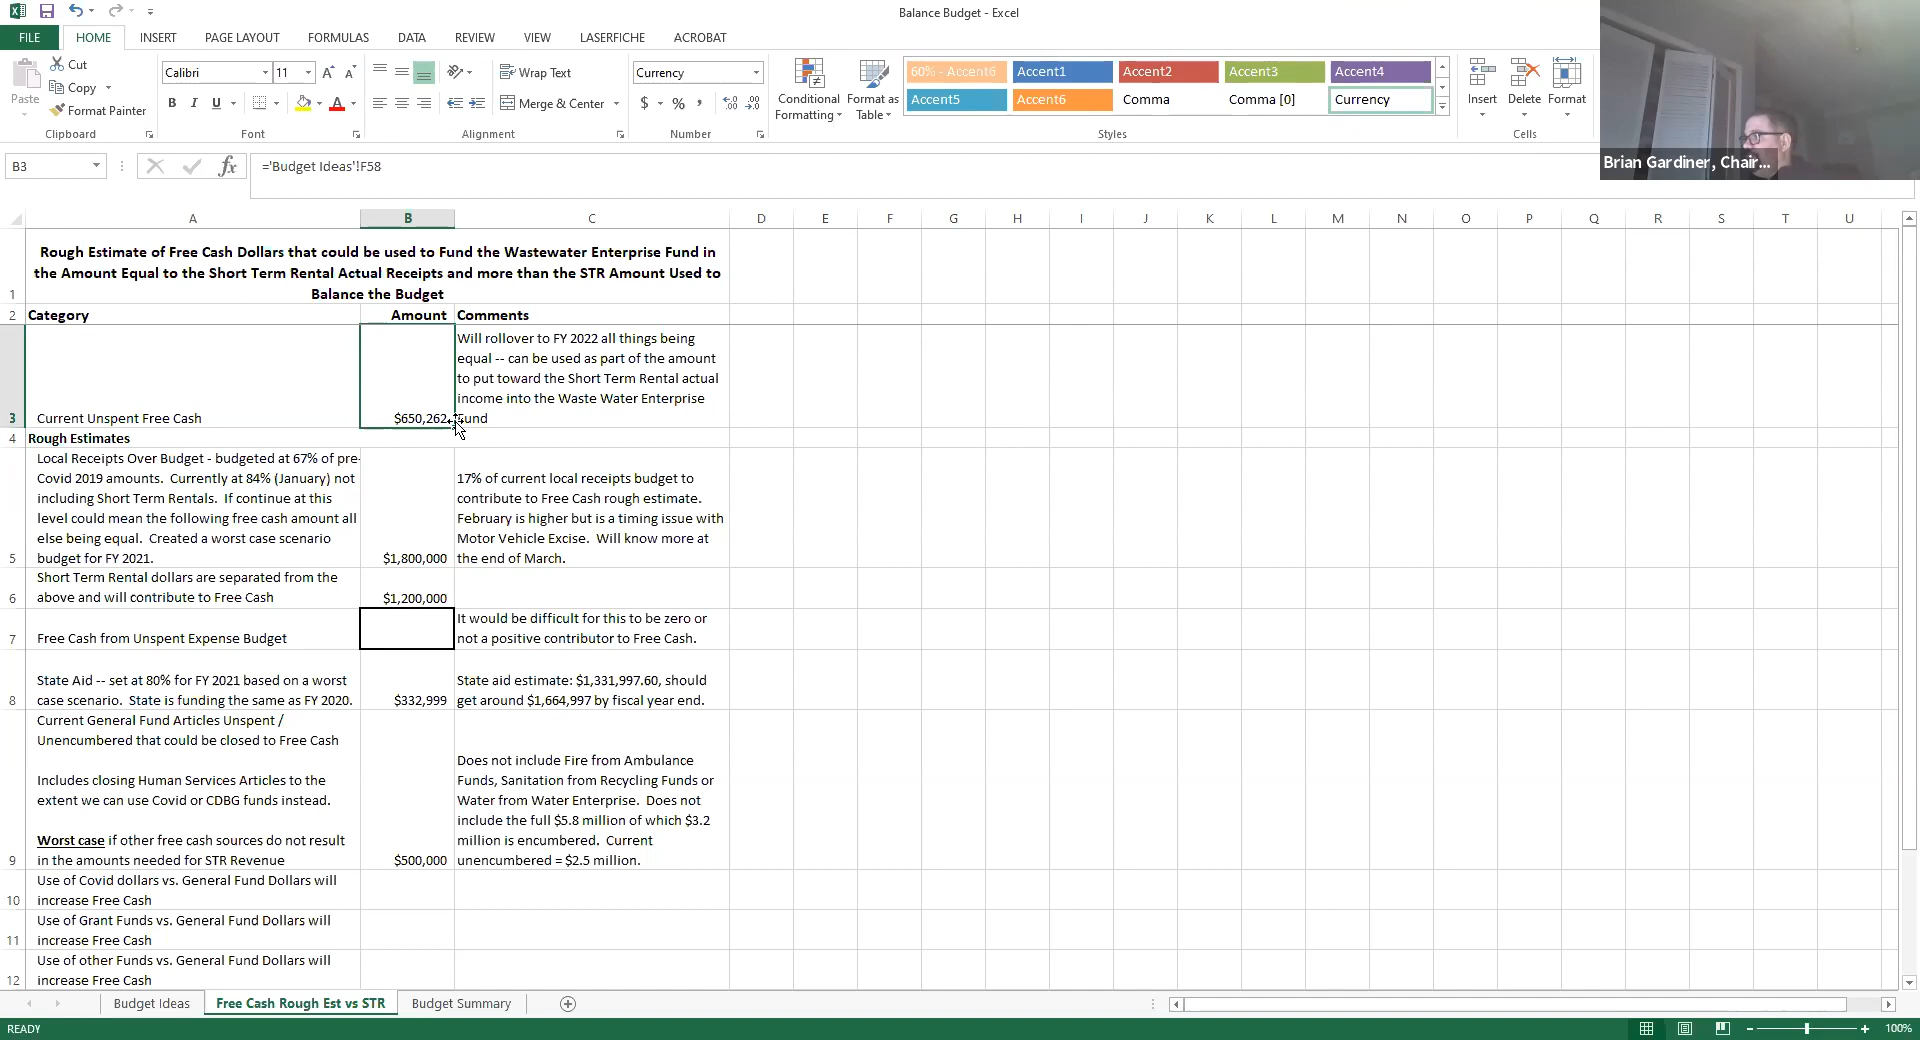 Balance Budget - Excel
FILE HOME INSERT PAGE LAYOUT FORMULAS DATA REVIEW VIEW LASERFICHE ACROBAT
Paste
Cut
Copy
Format Painter
Clipboard
Calibri 11
B I U
Font
Wrap Text
Merge & Center
Alignment
Currency
$ % ,
Number
Conditional Formatting
Format as Table
60% - Accent6 Accent1 Accent2 Accent3 Accent4
Accent5 Accent6 Comma Comma [0] Currency
Styles
Insert Delete Format
Cells
Brian Gardiner, Chair...
B3 fx ='Budget Ideas'!F58
A B C D E F G H I J K L M N O P Q R S T U
Rough Estimate of Free Cash Dollars that could be used to Fund the Wastewater Enterprise Fund in
the Amount Equal to the Short Term Rental Actual Receipts and more than the STR Amount Used to
1 Balance the Budget
2 Category Amount Comments
Will rollover to FY 2022 all things being
equal -- can be used as part of the amount
to put toward the Short Term Rental actual
income into the Waste Water Enterprise
3 Current Unspent Free Cash $650,262 Fund
4 Rough Estimates
Local Receipts Over Budget - budgeted at 67% of pre-
Covid 2019 amounts. Currently at 84% (January) not
including Short Term Rentals. If continue at this
level could mean the following free cash amount all
else being equal. Created a worst case scenario
5 budget for FY 2021. $1,800,000
17% of current local receipts budget to
contribute to Free Cash rough estimate.
February is higher but is a timing issue with
Motor Vehicle Excise. Will know more at
the end of March.
Short Term Rental dollars are separated from the
6 above and will contribute to Free Cash $1,200,000
7 Free Cash from Unspent Expense Budget
It would be difficult for this to be zero or
not a positive contributor to Free Cash.
State Aid -- set at 80% for FY 2021 based on a worst
8 case scenario. State is funding the same as FY 2020. $332,999
State aid estimate: $1,331,997.60, should
get around $1,664,997 by fiscal year end.
Current General Fund Articles Unspent /
Unencumbered that could be closed to Free Cash
Includes closing Human Services Articles to the
extent we can use Covid or CDBG funds instead.
Worst case if other free cash sources do not result
9 in the amounts needed for STR Revenue $500,000
Does not include Fire from Ambulance
Funds, Sanitation from Recycling Funds or
Water from Water Enterprise. Does not
include the full $5.8 million of which $3.2
million is encumbered. Current
unencumbered = $2.5 million.
Use of Covid dollars vs. General Fund Dollars will
10 increase Free Cash
Use of Grant Funds vs. General Fund Dollars will
11 increase Free Cash
Use of other Funds vs. General Fund Dollars will
12 increase Free Cash
Budget Ideas Free Cash Rough Est vs STR Budget Summary
READY 100%